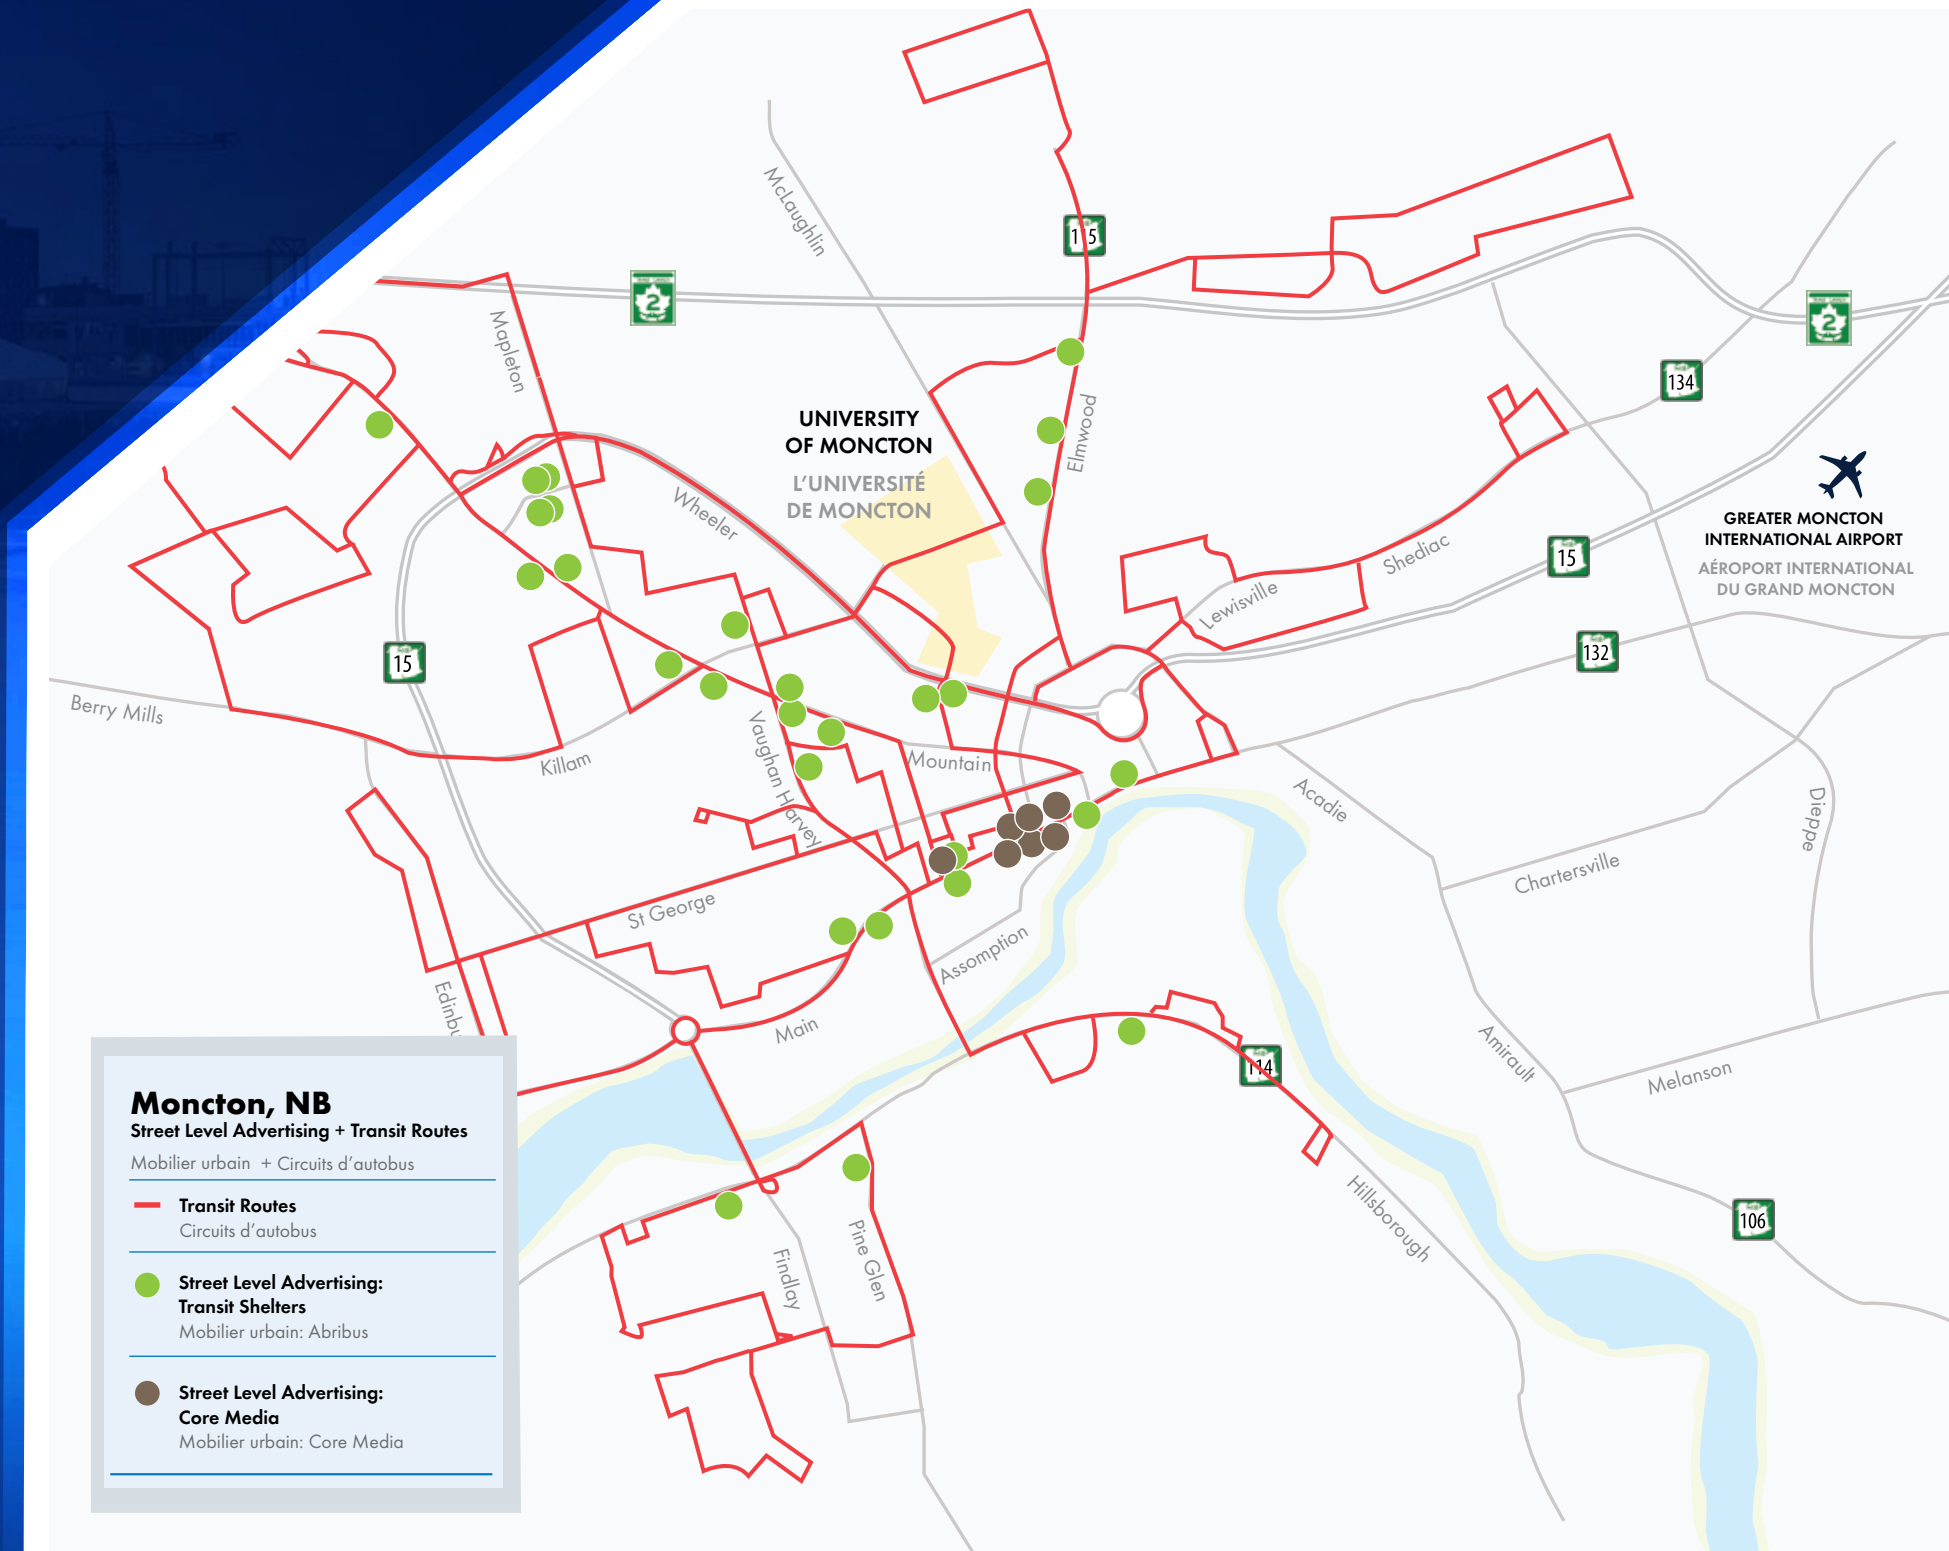 McLaughlin
115
2
2
Mapleton
134
UNIVERSITY
OF MONCTON
L'UNIVERSITÉ
DE MONCTON
Elmwood
Wheeler
GREATER MONCTON
INTERNATIONAL AIRPORT
AÉROPORT INTERNATIONAL
DU GRAND MONCTON
15
Shediac
Lewisville
15
132
Berry Mills
Killam
Vaughan Harvey
Mountain
Acadie
Dieppe
Chartersville
St George
Assomption
Edinbu
Main
Amirault
Melanson
114
Hillsborough
106
Findlay
Pine Glen
Moncton, NB
Street Level Advertising + Transit Routes
Mobilier urbain + Circuits d'autobus
Transit Routes
Circuits d'autobus
Street Level Advertising:
Transit Shelters
Mobilier urbain: Abribus
Street Level Advertising:
Core Media
Mobilier urbain: Core Media